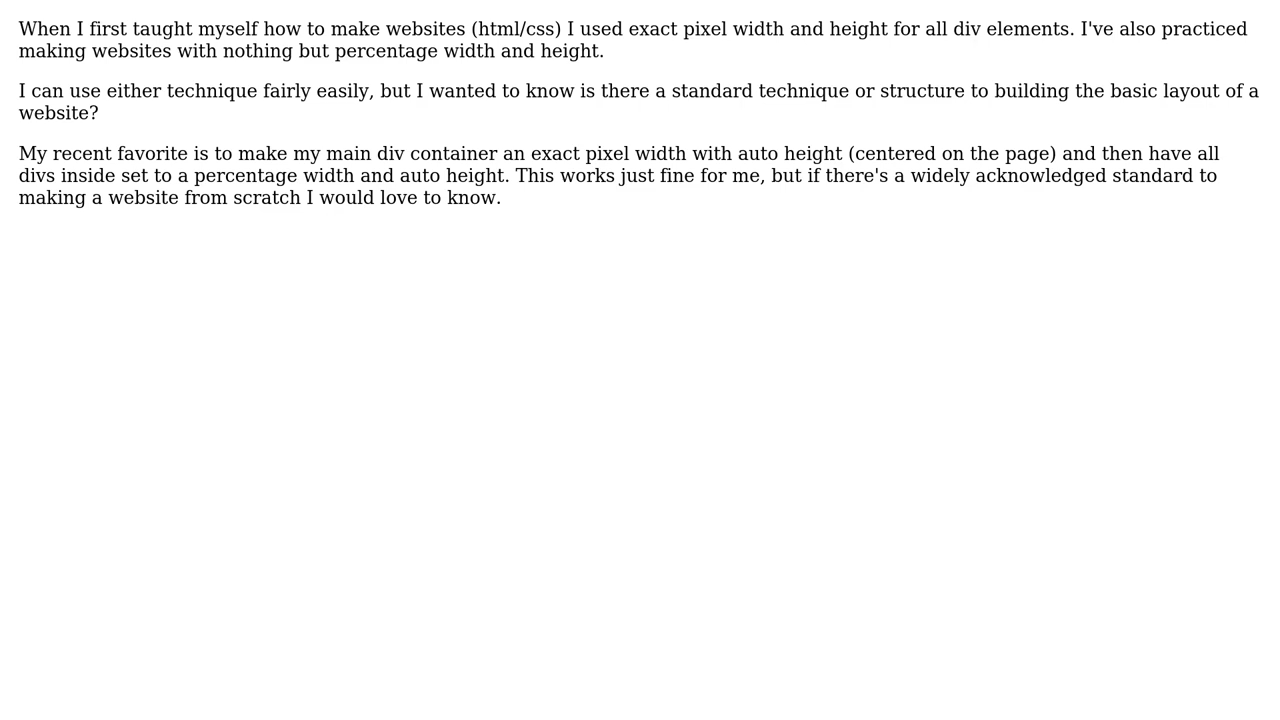 When I first taught myself how to make websites (html/css) I used exact pixel width and height for all div elements. I've also practiced
making websites with nothing but percentage width and height.
I can use either technique fairly easily, but I wanted to know is there a standard technique or structure to building the basic layout of a
website?
My recent favorite is to make my main div container an exact pixel width with auto height (centered on the page) and then have all
divs inside set to a percentage width and auto height. This works just fine for me, but if there's a widely acknowledged standard to
making a website from scratch I would love to know.